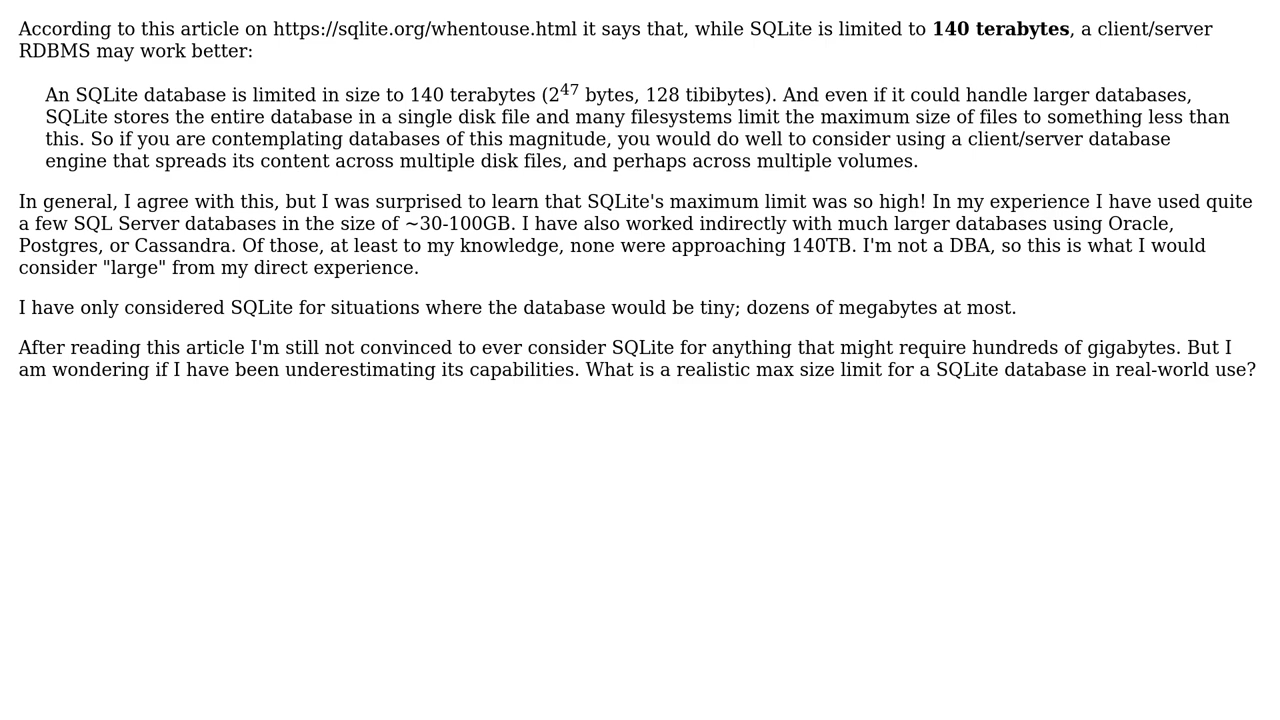 According to this article on https://sqlite.org/whentouse.html it says that, while SQLite is limited to 140 terabytes, a client/server
RDBMS may work better:
An SQLite database is limited in size to 140 terabytes (2^47 bytes, 128 tibibytes). And even if it could handle larger databases,
SQLite stores the entire database in a single disk file and many filesystems limit the maximum size of files to something less than
this. So if you are contemplating databases of this magnitude, you would do well to consider using a client/server database
engine that spreads its content across multiple disk files, and perhaps across multiple volumes.
In general, I agree with this, but I was surprised to learn that SQLite's maximum limit was so high! In my experience I have used quite
a few SQL Server databases in the size of ~30-100GB. I have also worked indirectly with much larger databases using Oracle,
Postgres, or Cassandra. Of those, at least to my knowledge, none were approaching 140TB. I'm not a DBA, so this is what I would
consider "large" from my direct experience.
I have only considered SQLite for situations where the database would be tiny; dozens of megabytes at most.
After reading this article I'm still not convinced to ever consider SQLite for anything that might require hundreds of gigabytes. But I
am wondering if I have been underestimating its capabilities. What is a realistic max size limit for a SQLite database in real-world use?